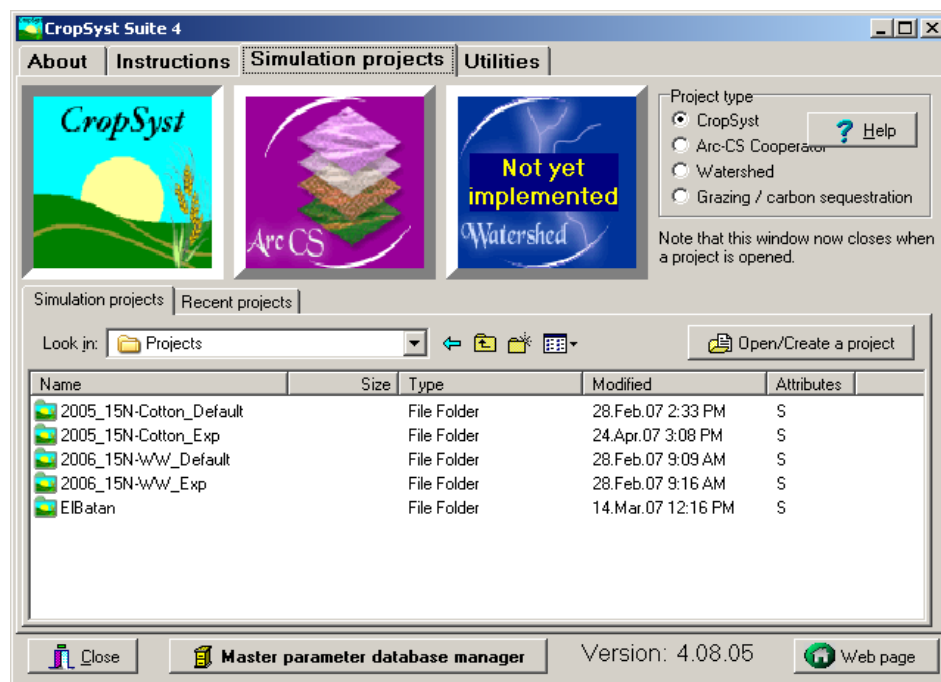 CropSyst Suite 4
About
Instructions
Simulation projects
Utilities
CropSyst
Arc CS
Not yet
implemented
Watershed
Project type
CropSyst
Arc-CS Cooperator
Watershed
Grazing / carbon sequestration
Help
Note that this window now closes when
a project is opened.
Simulation projects
Recent projects
Look in: Projects
Open/Create a project
Name Size Type Modified Attributes
2005_15N-Cotton_Default File Folder 28.Feb.07 2:33 PM S
2005_15N-Cotton_Exp File Folder 24.Apr.07 3:08 PM S
2006_15N-WW_Default File Folder 28.Feb.07 9:09 AM S
2006_15N-WW_Exp File Folder 28.Feb.07 9:16 AM S
ElBatan File Folder 14.Mar.07 12:16 PM S
Close
Master parameter database manager
Version: 4.08.05
Web page